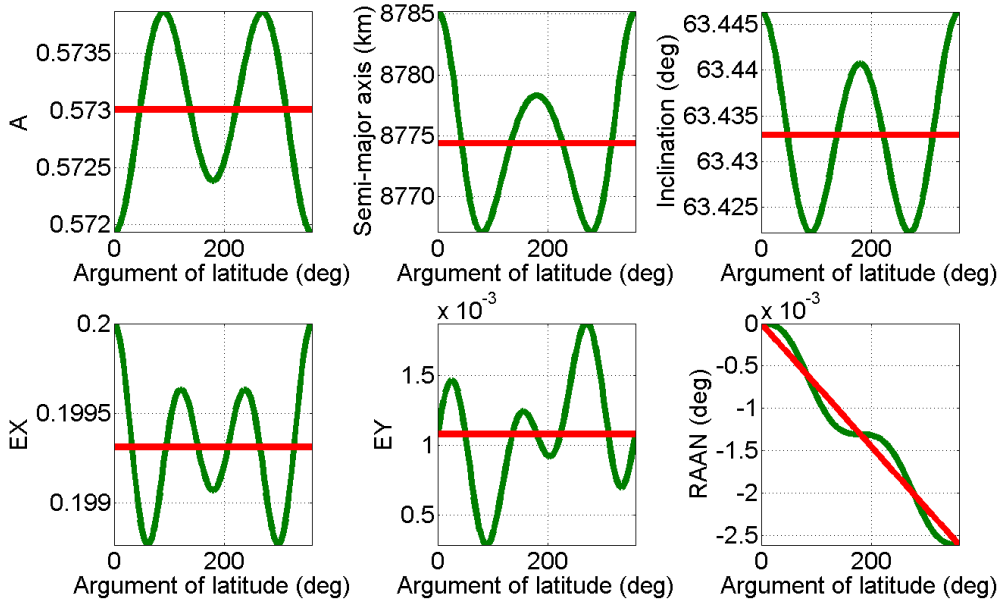 A
0.5735
0.573
0.5725
0.572
0
200
Argument of latitude (deg)
Semi-major axis (km)
8785
8780
8775
8770
0
200
Argument of latitude (deg)
Inclination (deg)
63.445
63.44
63.435
63.43
63.425
0
200
Argument of latitude (deg)
EX
0.2
0.1995
0.199
0
200
Argument of latitude (deg)
x 10⁻³
EY
1.5
1
0.5
0
200
Argument of latitude (deg)
x 10⁻³
RAAN (deg)
0
-0.5
-1
-1.5
-2
-2.5
0
200
Argument of latitude (deg)